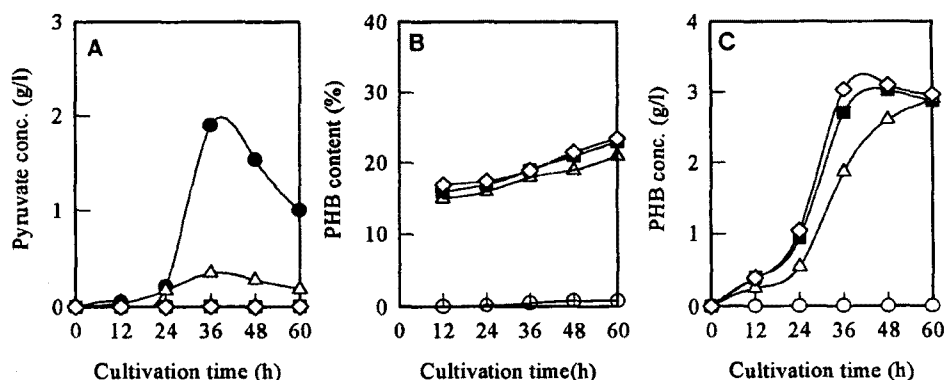 A
Pyruvate conc. (g/l)
3
2
1
0
0 12 24 36 48 60
Cultivation time (h)
B
PHB content (%)
40
30
20
10
0
0 12 24 36 48 60
Cultivation time(h)
C
PHB conc. (g/l)
4
3
2
1
0
0 12 24 36 48 60
Cultivation time (h)